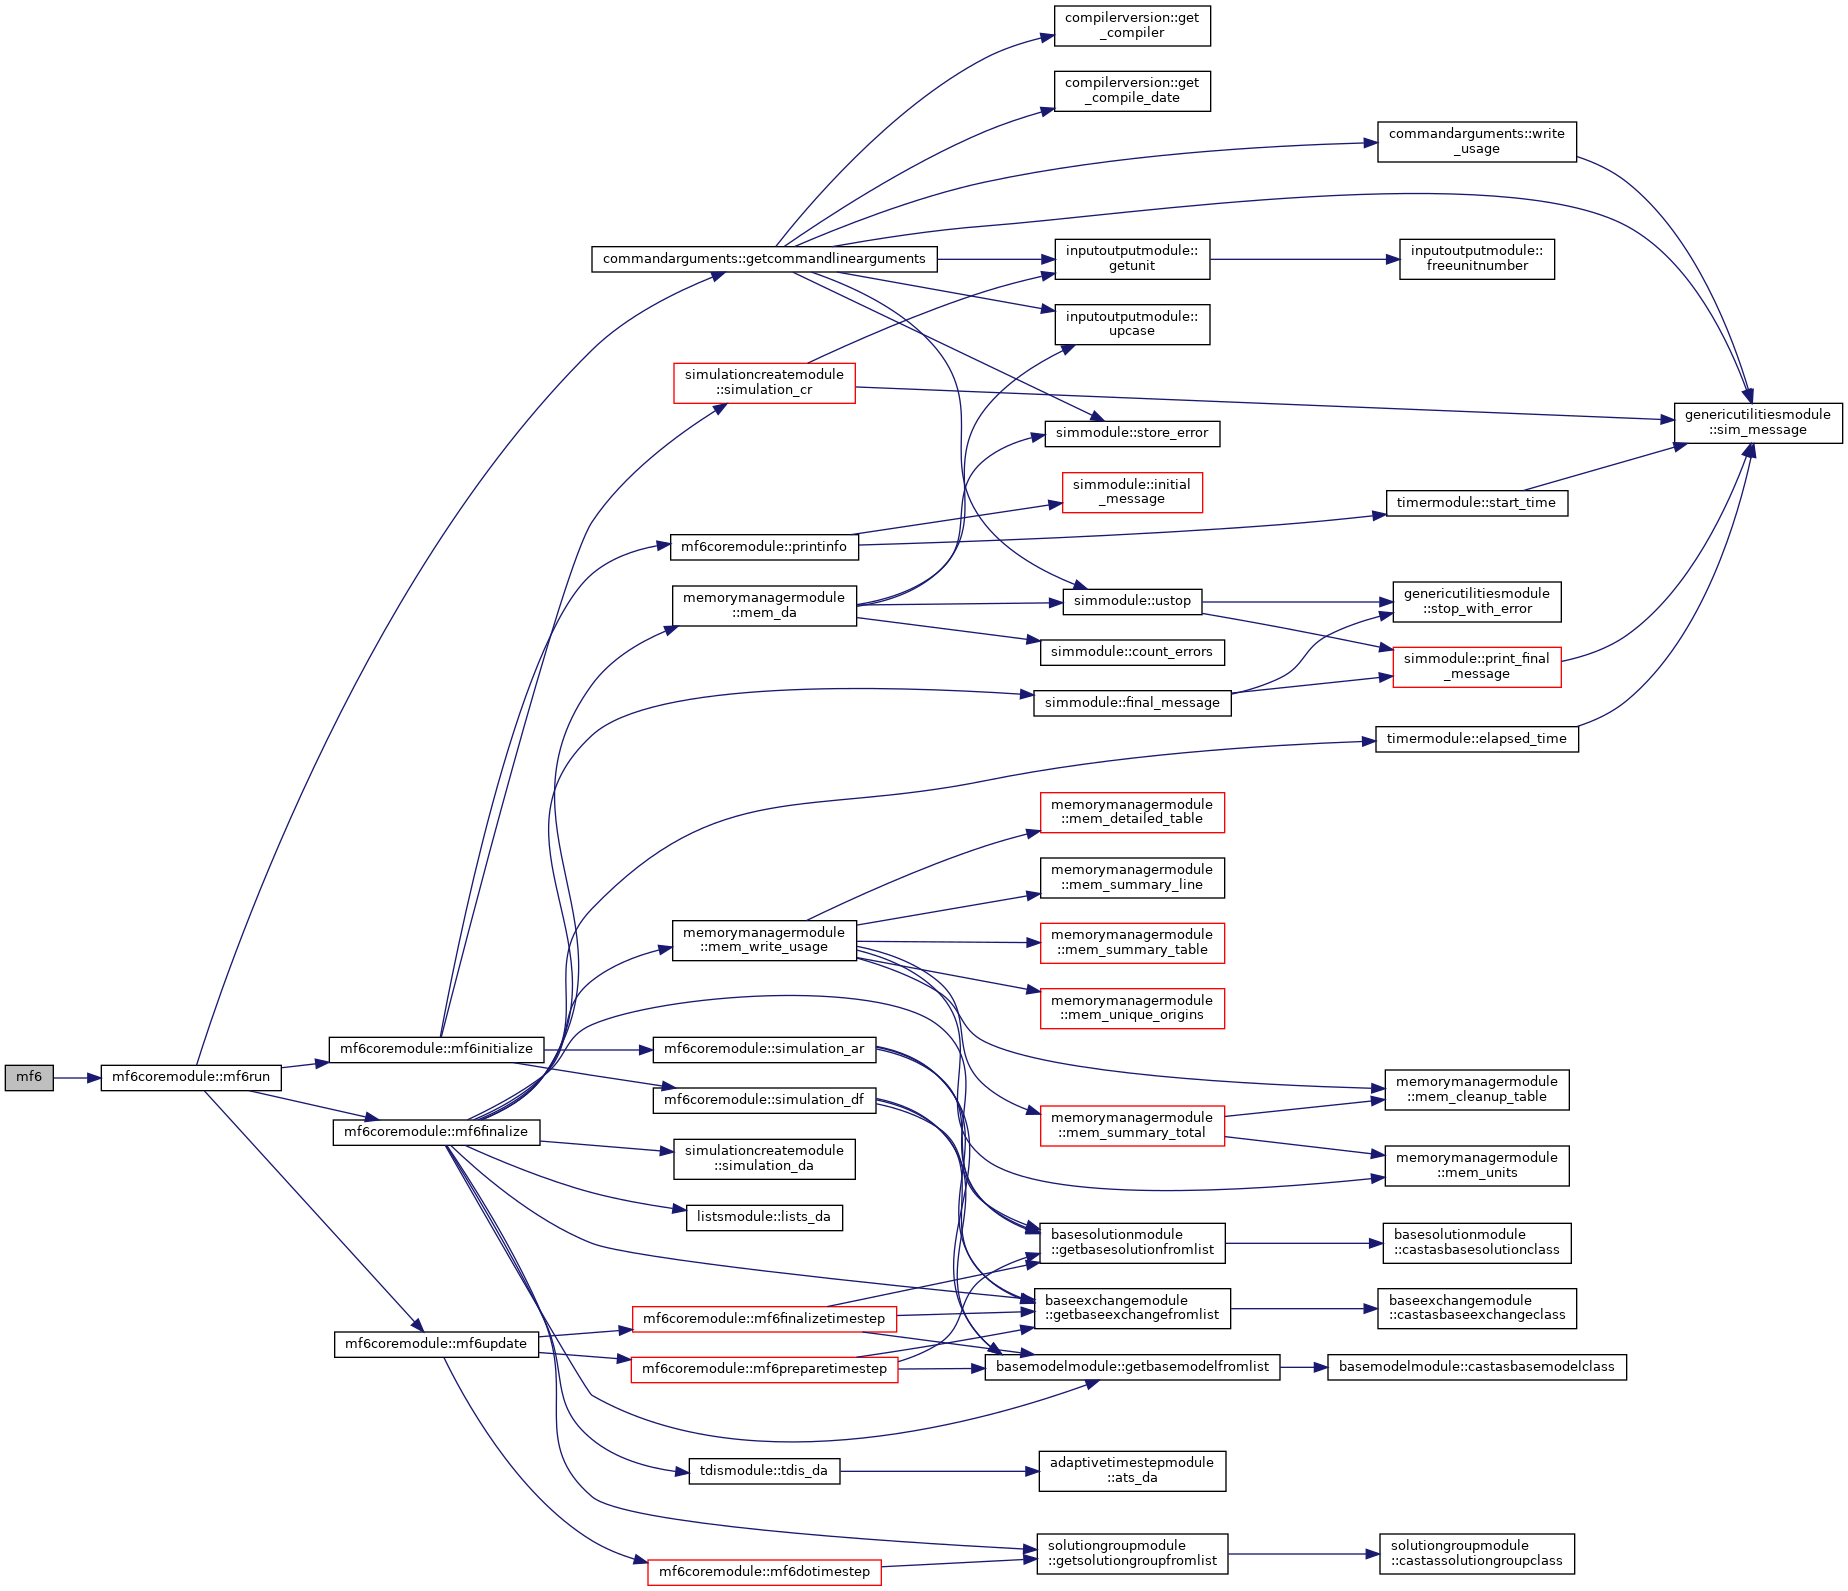 mf6
mf6coremodule::mf6run
commandarguments::getcommandlinearguments
mf6coremodule::mf6initialize
mf6coremodule::mf6finalize
mf6coremodule::mf6update
simulationcreatemodule
::simulation_cr
mf6coremodule::printinfo
memorymanagermodule
::mem_da
memorymanagermodule
::mem_write_usage
mf6coremodule::simulation_ar
mf6coremodule::simulation_df
simulationcreatemodule
::simulation_da
listsmodule::lists_da
mf6coremodule::mf6finalizetimestep
mf6coremodule::mf6preparetimestep
tdismodule::tdis_da
mf6coremodule::mf6dotimestep
compilerversion::get
_compiler
compilerversion::get
_compile_date
inputoutputmodule::
getunit
inputoutputmodule::
upcase
simmodule::store_error
simmodule::initial
_message
simmodule::ustop
simmodule::count_errors
simmodule::final_message
memorymanagermodule
::mem_detailed_table
memorymanagermodule
::mem_summary_line
memorymanagermodule
::mem_summary_table
memorymanagermodule
::mem_unique_origins
memorymanagermodule
::mem_summary_total
basesolutionmodule
::getbasesolutionfromlist
baseexchangemodule
::getbaseexchangefromlist
basemodelmodule::getbasemodelfromlist
adaptivetimestepmodule
::ats_da
solutiongroupmodule
::getsolutiongroupfromlist
commandarguments::write
_usage
inputoutputmodule::
freeunitnumber
timermodule::start_time
genericutilitiesmodule
::stop_with_error
simmodule::print_final
_message
timermodule::elapsed_time
memorymanagermodule
::mem_cleanup_table
memorymanagermodule
::mem_units
basesolutionmodule
::castasbasesolutionclass
baseexchangemodule
::castasbaseexchangeclass
basemodelmodule::castasbasemodelclass
solutiongroupmodule
::castassolutiongroupclass
genericutilitiesmodule
::sim_message